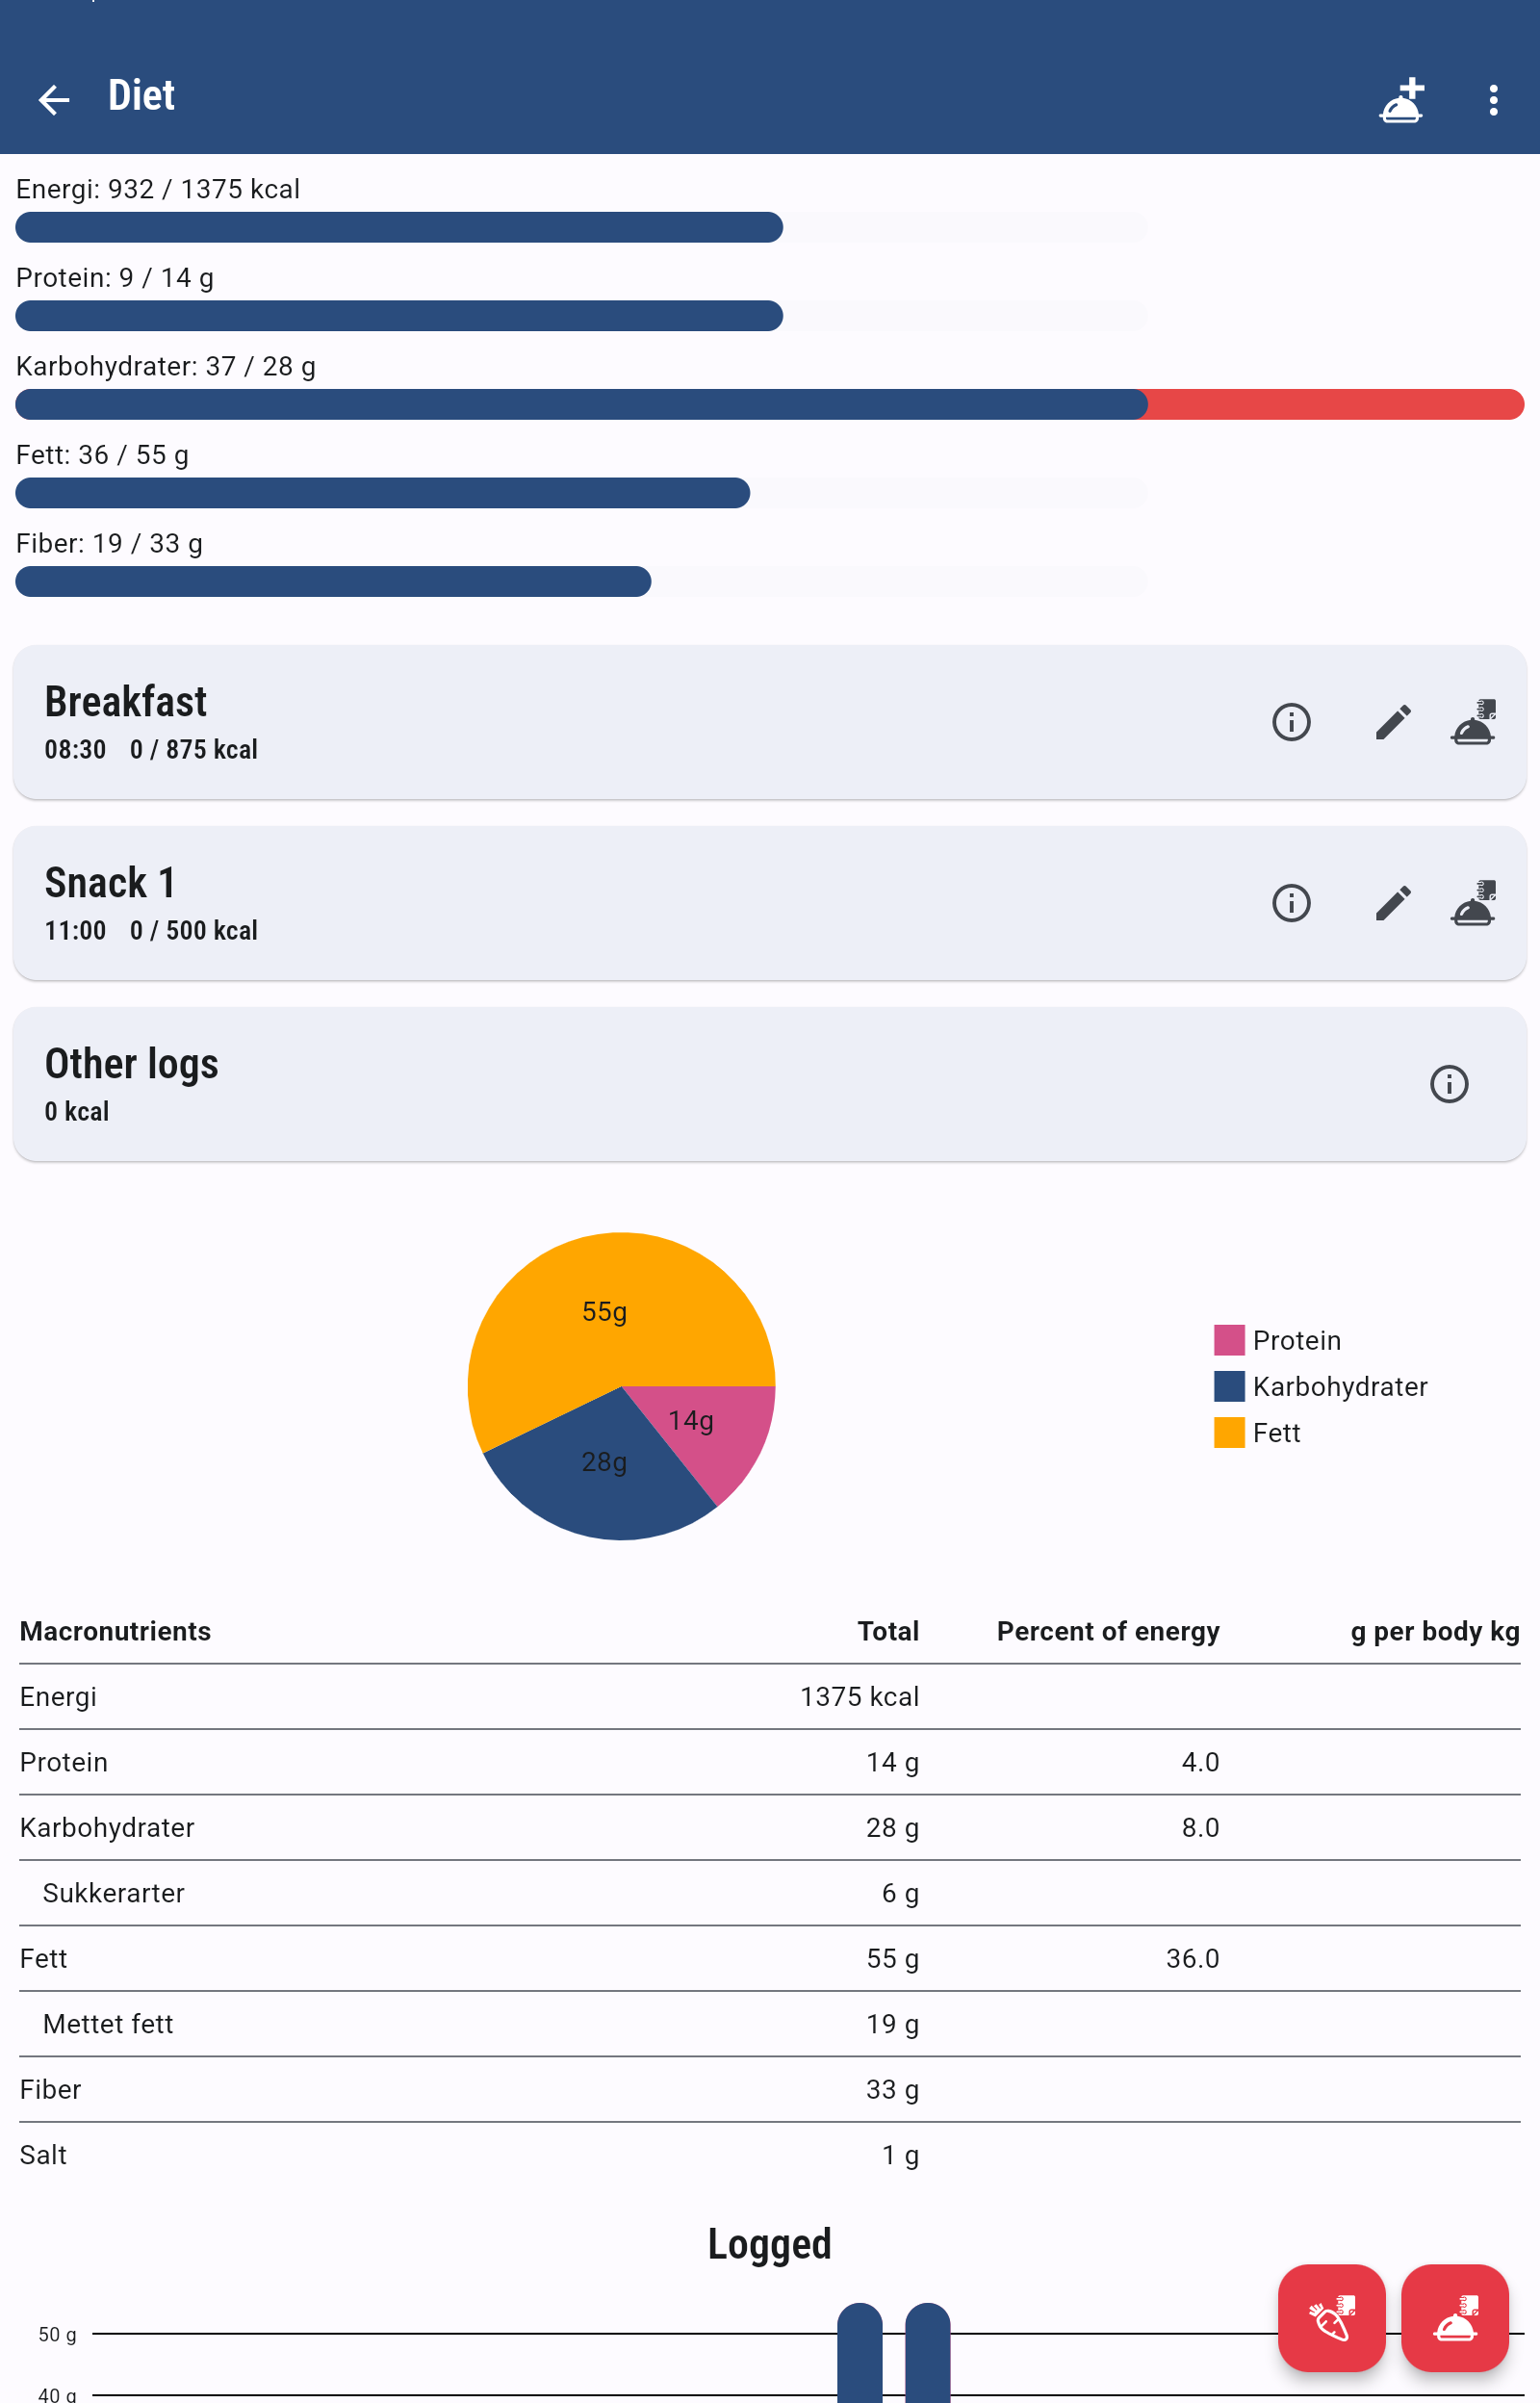 Diet
Energi: 932 / 1375 kcal
Protein: 9 / 14 g
Karbohydrater: 37 / 28 g
Fett: 36 / 55 g
Fiber: 19 / 33 g
Breakfast
08:30 0 / 875 kcal
Snack 1
11:00 0 / 500 kcal
Other logs
0 kcal
55g
14g
28g
Protein
Karbohydrater
Fett
Macronutrients Total Percent of energy g per body kg
Energi 1375 kcal
Protein 14 g 4.0
Karbohydrater 28 g 8.0
Sukkerarter 6 g
Fett 55 g 36.0
Mettet fett 19 g
Fiber 33 g
Salt 1 g
Logged
50 g
40 g